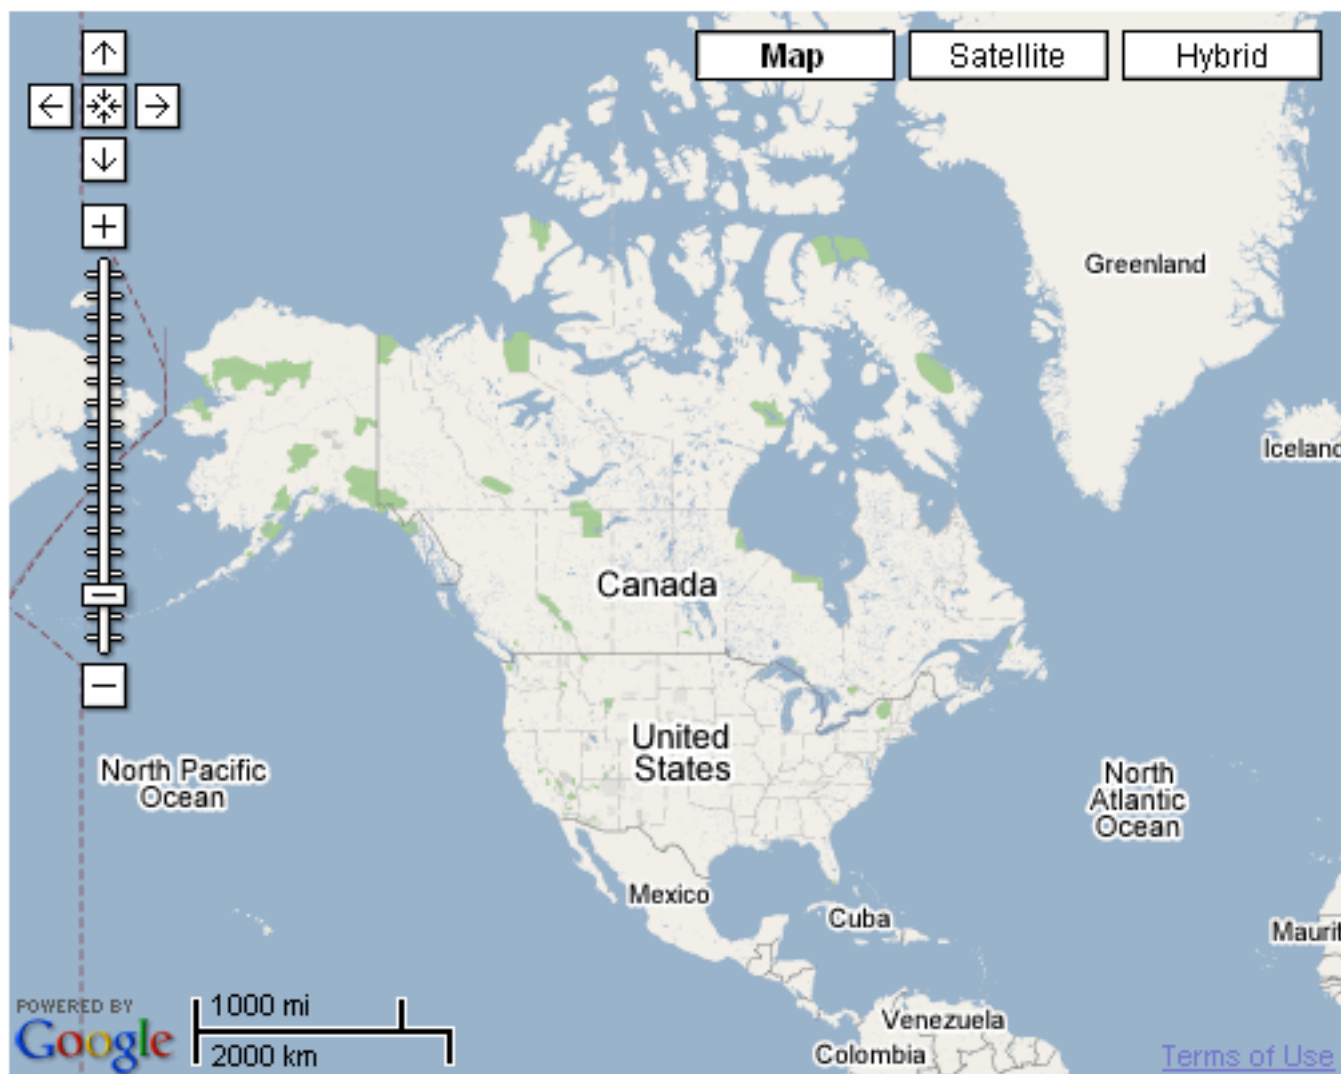 Map
Satellite
Hybrid
Greenland
Iceland
Canada
United
States
North Pacific
Ocean
North
Atlantic
Ocean
Mexico
Cuba
Maurit
1000 mi
2000 km
POWERED BY
Google
Venezuela
Colombia
Terms of Use